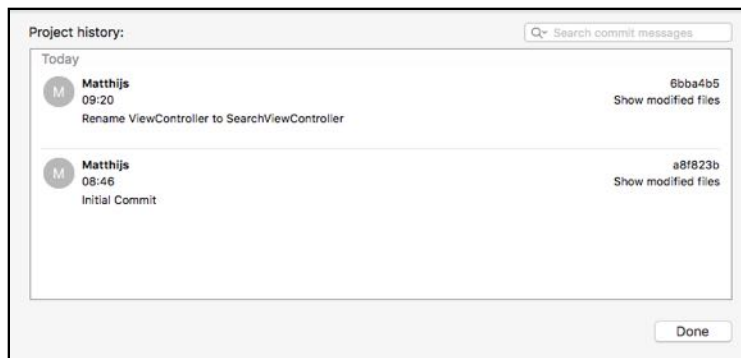 Project history:
Search commit messages
Today
M
Matthijs
6bba4b5
09:20
Show modified files
Rename ViewController to SearchViewController
M
Matthijs
a8f823b
08:46
Show modified files
Initial Commit
Done